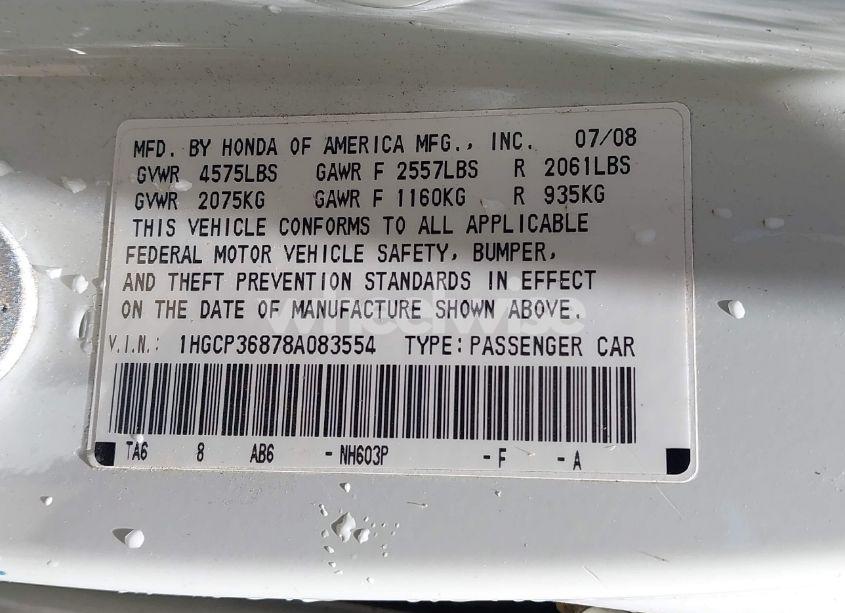 MFD. BY HONDA OF AMERICA MFG., INC. 07/08
GVWR 4575LBS GAWR F 2557LBS R 2061LBS
GVWR 2075KG GAWR F 1160KG R 935KG
THIS VEHICLE CONFORMS TO ALL APPLICABLE
FEDERAL MOTOR VEHICLE SAFETY, BUMPER,
AND THEFT PREVENTION STANDARDS IN EFFECT
ON THE DATE OF MANUFACTURE SHOWN ABOVE.
wheelwise
V.I.N.: 1HGCP36878A083554 TYPE:PASSENGER CAR
TA6 8 AB6 - NH603P - F - A